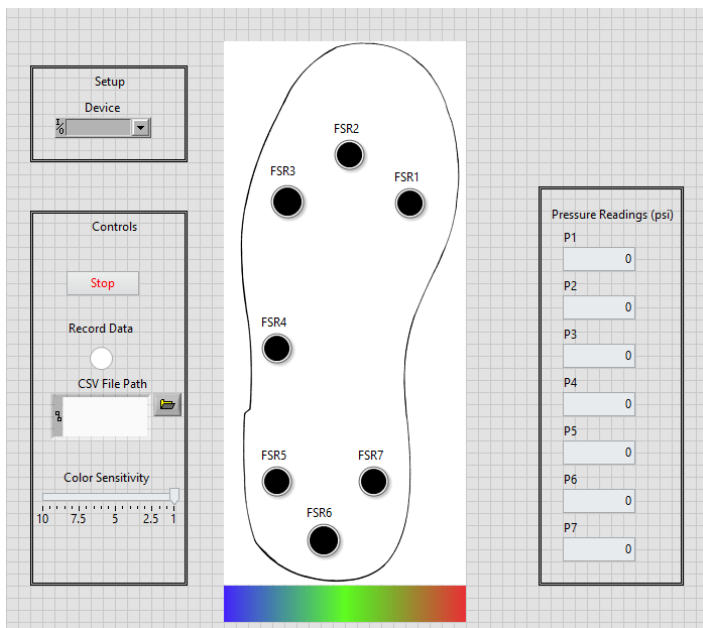 Setup
Device
I/O
Controls
Stop
Record Data
CSV File Path
Color Sensitivity
10 7.5 5 2.5 1
FSR2
FSR3
FSR1
FSR4
FSR5
FSR7
FSR6
Pressure Readings (psi)
P1
0
P2
0
P3
0
P4
0
P5
0
P6
0
P7
0